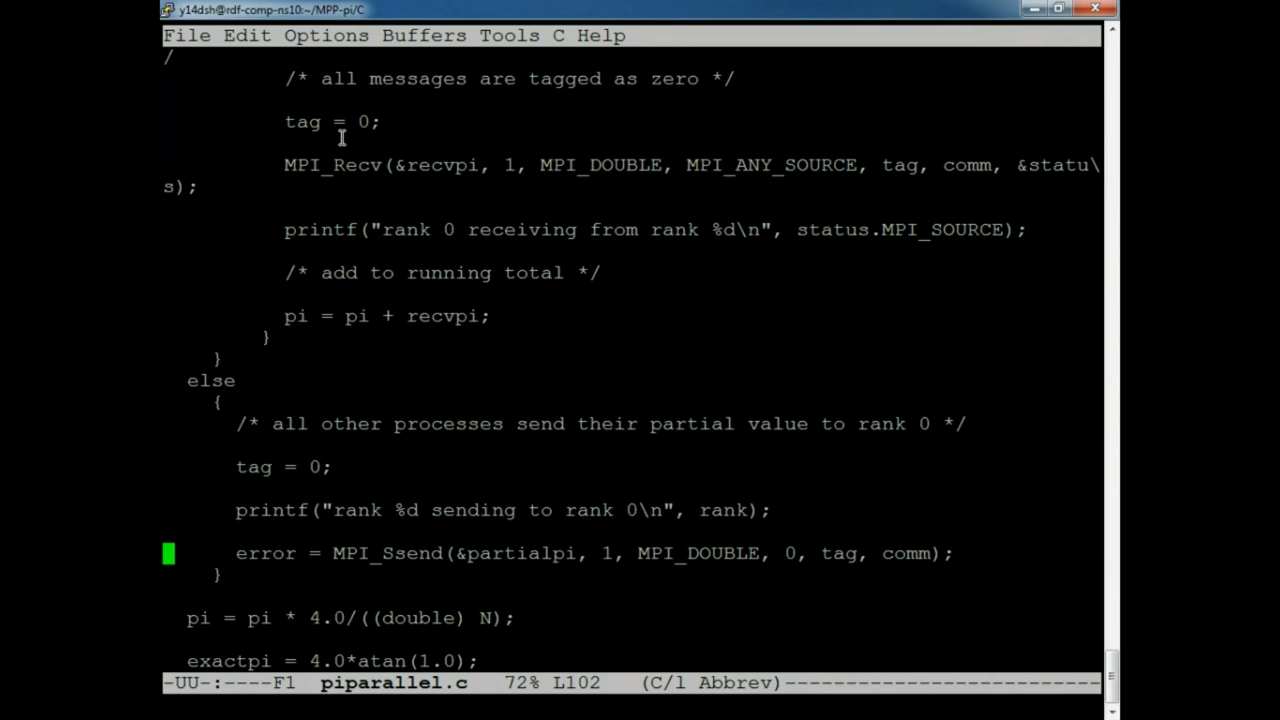 y14dsh@rdf-comp-ns10:~/MPP-pi/C
File Edit Options Buffers Tools C Help
/
/* all messages are tagged as zero */
tag = 0;
MPI_Recv(&recvpi, 1, MPI_DOUBLE, MPI_ANY_SOURCE, tag, comm, &statu\
s);
printf("rank 0 receiving from rank %d\n", status.MPI_SOURCE);
/* add to running total */
pi = pi + recvpi;
}
}
else
{
/* all other processes send their partial value to rank 0 */
tag = 0;
printf("rank %d sending to rank 0\n", rank);
error = MPI_Ssend(&partialpi, 1, MPI_DOUBLE, 0, tag, comm);
}
pi = pi * 4.0/((double) N);
exactpi = 4.0*atan(1.0);
-UU-:----F1  piparallel.c   72% L102   (C/l Abbrev)--------------------------